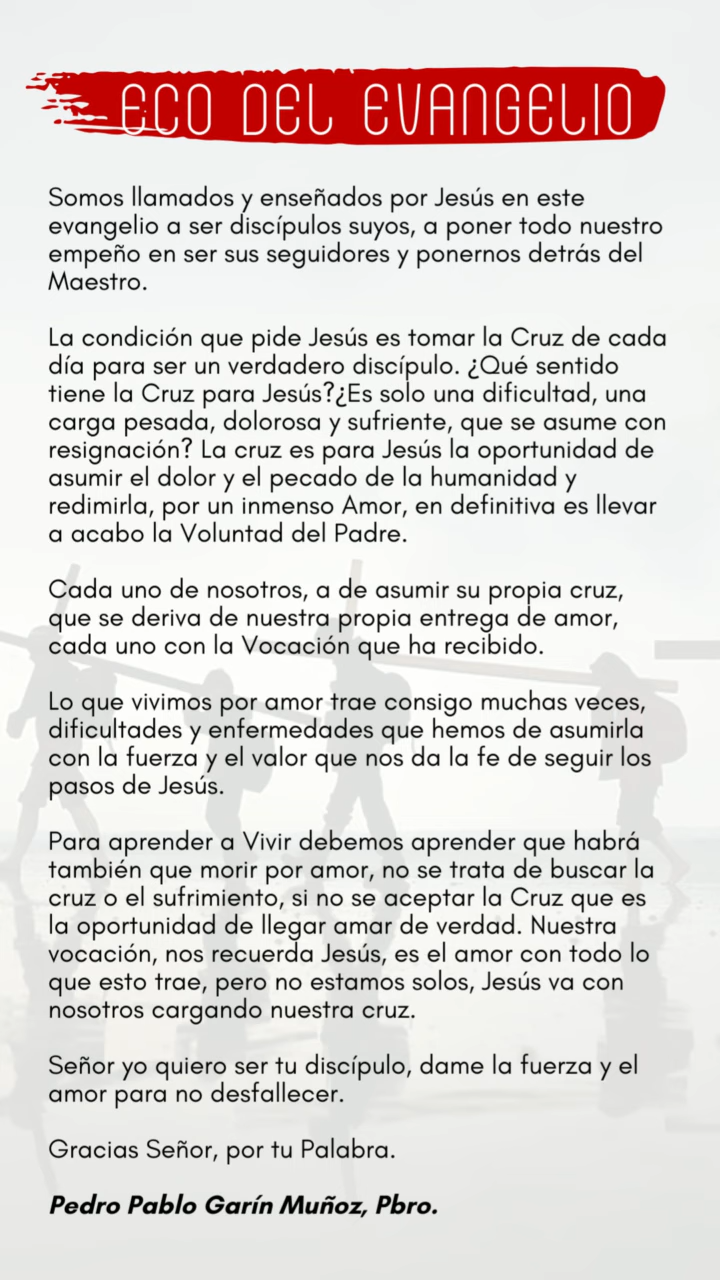 ECO DEL EVANGELIO
Somos llamados y enseñados por Jesús en este
evangelio a ser discípulos suyos, a poner todo nuestro
empeño en ser sus seguidores y ponernos detrás del
Maestro.
La condición que pide Jesús es tomar la Cruz de cada
día para ser un verdadero discípulo. ¿Qué sentido
tiene la Cruz para Jesús?¿Es solo una dificultad, una
carga pesada, dolorosa y sufriente, que se asume con
resignación? La cruz es para Jesús la oportunidad de
asumir el dolor y el pecado de la humanidad y
redimirla, por un inmenso Amor, en definitiva es llevar
a acabo la Voluntad del Padre.
Cada uno de nosotros, a de asumir su propia cruz,
que se deriva de nuestra propia entrega de amor,
cada uno con la Vocación que ha recibido.
Lo que vivimos por amor trae consigo muchas veces,
dificultades y enfermedades que hemos de asumirla
con la fuerza y el valor que nos da la fe de seguir los
pasos de Jesús.
Para aprender a Vivir debemos aprender que habrá
también que morir por amor, no se trata de buscar la
cruz o el sufrimiento, si no se aceptar la Cruz que es
la oportunidad de llegar amar de verdad. Nuestra
vocación, nos recuerda Jesús, es el amor con todo lo
que esto trae, pero no estamos solos, Jesús va con
nosotros cargando nuestra cruz.
Señor yo quiero ser tu discípulo, dame la fuerza y el
amor para no desfallecer.
Gracias Señor, por tu Palabra.
Pedro Pablo Garín Muñoz, Pbro.